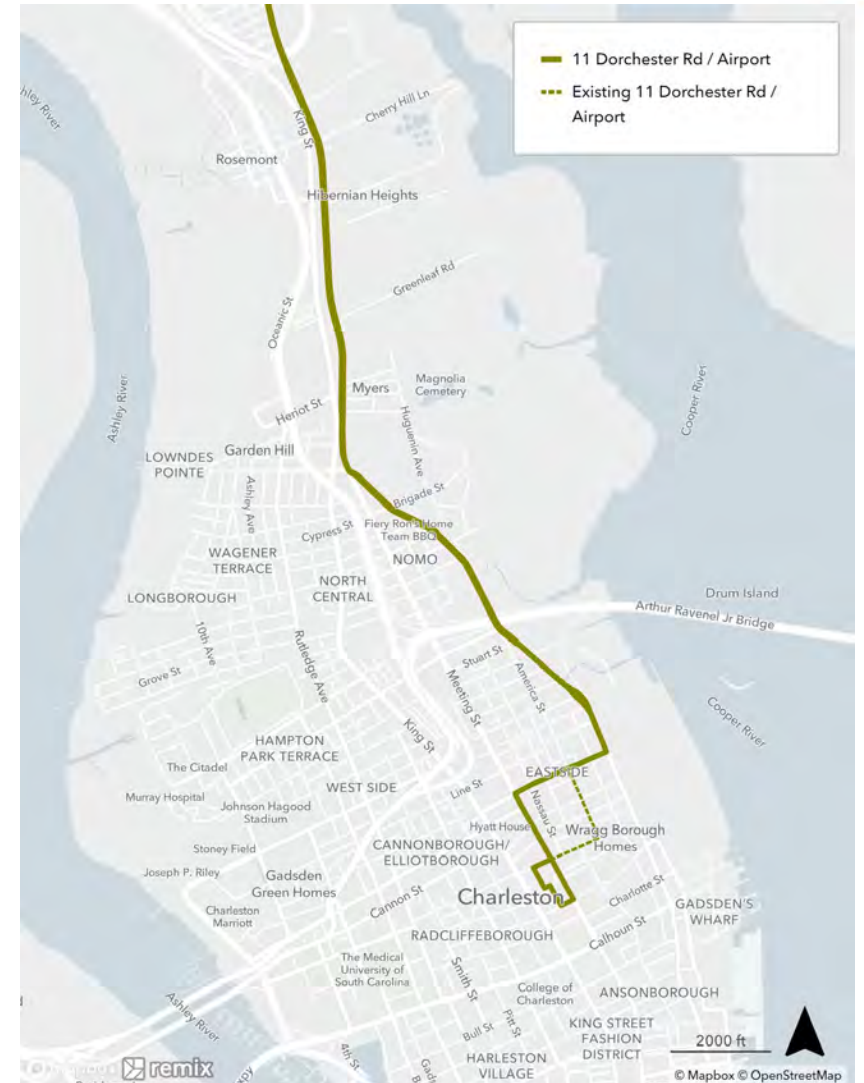 11 Dorchester Rd / Airport
Existing 11 Dorchester Rd /
Airport
Ashley River
King St
Cherry Hill Ln
Rosemont
Hibernian Heights
Greenleaf Rd
Oceanic St
Ashley River
Cooper River
Myers
Magnolia
Cemetery
Heriot St
Huguenin Ave
Garden Hill
LOWNDES
POINTE
Ashley Ave
Brigade St
Cypress St
Fiery Ron's Home
Team BBQ
WAGENER
TERRACE
NOMO
NORTH
CENTRAL
LONGBOROUGH
Drum Island
Arthur Ravenel Jr Bridge
10th Ave
Rutledge Ave
Grove St
Stuart St
America St
Meeting St
Cooper River
King St
HAMPTON
PARK TERRACE
The Citadel
EASTSIDE
WEST SIDE
Line St
Murray Hospital
Johnson Hagood
Stadium
Nassau St
Hyatt House
Wragg Borough
Homes
Stoney Field
CANNONBOROUGH/
ELLIOTBOROUGH
Joseph P. Riley
Gadsden
Green Homes
Charleston
Charlotte St
Cannon St
GADSDEN'S
WHARF
Charleston
Marriott
RADCLIFFEBOROUGH
Calhoun St
The Medical
University of
South Carolina
Smith St
College of
Charleston
ANSONBOROUGH
Ashley River
Pitt St
Bull St
KING STREET
FASHION
DISTRICT
2000 ft
4th St
HARLESTON
VILLAGE
remix
© Mapbox © OpenStreetMap